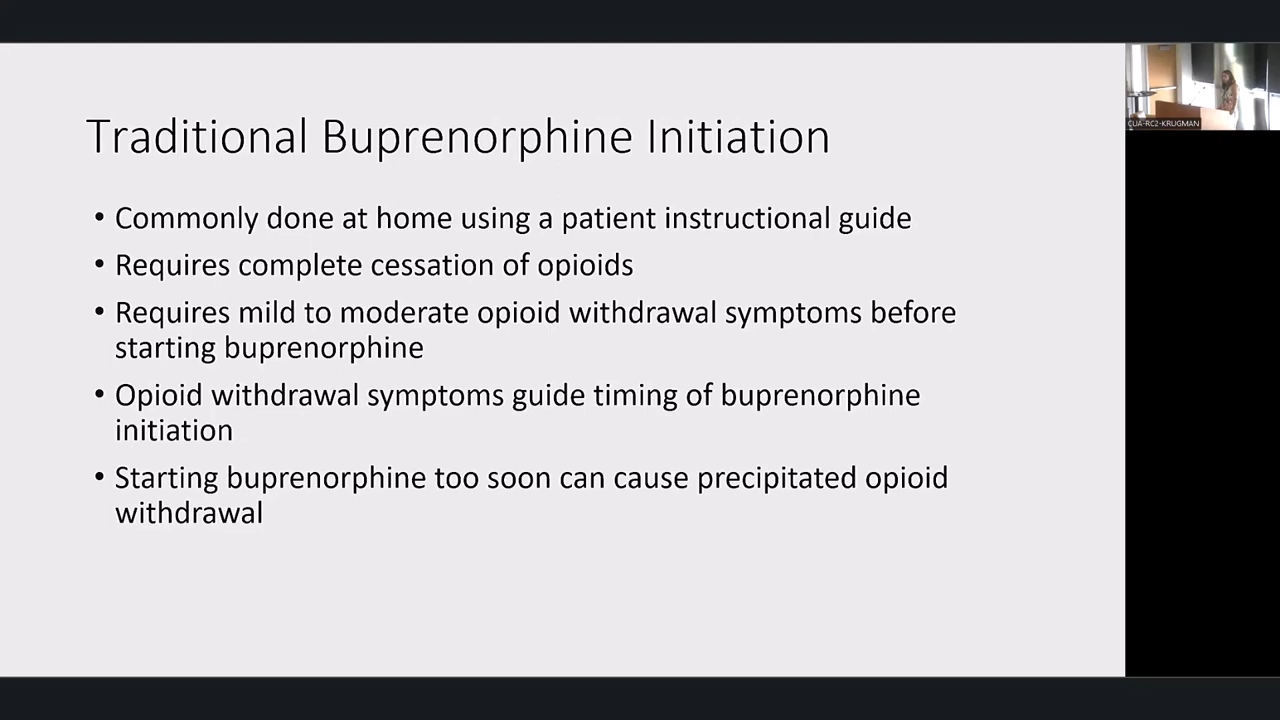 Traditional Buprenorphine Initiation
• Commonly done at home using a patient instructional guide
• Requires complete cessation of opioids
• Requires mild to moderate opioid withdrawal symptoms before
starting buprenorphine
• Opioid withdrawal symptoms guide timing of buprenorphine
initiation
• Starting buprenorphine too soon can cause precipitated opioid
withdrawal
CUA-RC2-KRUGMAN